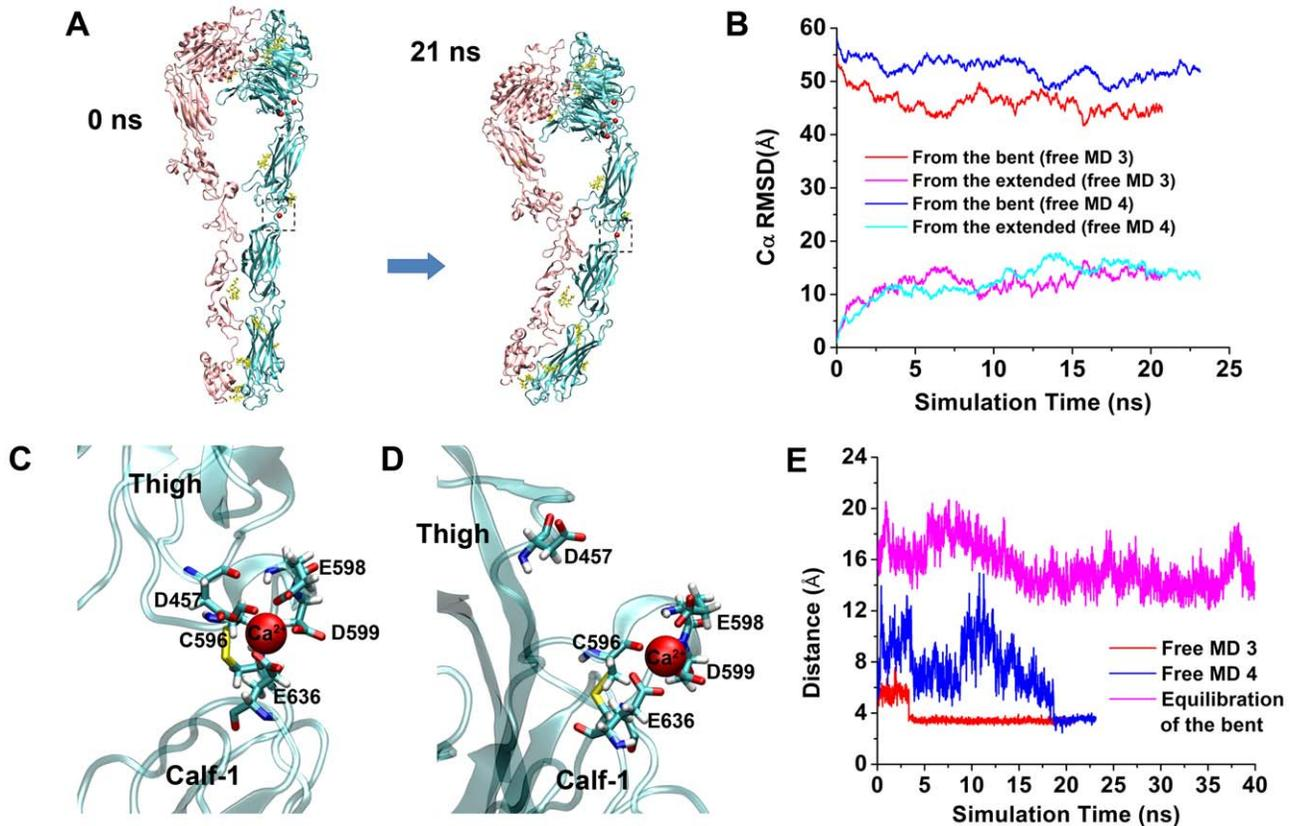 A
0 ns
21 ns
B
60
50
40
30
20
10
0
Cα RMSD(Å)
From the bent (free MD 3)
From the extended (free MD 3)
From the bent (free MD 4)
From the extended (free MD 4)
0
5
10
15
20
25
Simulation Time (ns)
C
Thigh
E598
D457
Ca²⁺
C596
D599
E636
Calf-1
D
Thigh
D457
E598
C596
Ca²⁺
D599
E636
Calf-1
E
24
20
16
12
8
4
0
Distance (Å)
Free MD 3
Free MD 4
Equilibration
of the bent
0
5
10
15
20
25
30
35
40
Simulation Time (ns)